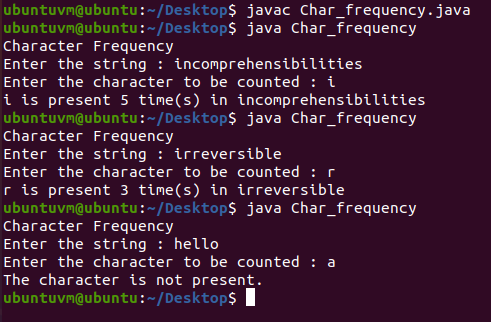 ubuntuvm@ubuntu:~/Desktop$ javac Char_frequency.java
ubuntuvm@ubuntu:~/Desktop$ java Char_frequency
Character Frequency
Enter the string : incomprehensibilities
Enter the character to be counted : i
i is present 5 time(s) in incomprehensibilities
ubuntuvm@ubuntu:~/Desktop$ java Char_frequency
Character Frequency
Enter the string : irreversible
Enter the character to be counted : r
r is present 3 time(s) in irreversible
ubuntuvm@ubuntu:~/Desktop$ java Char_frequency
Character Frequency
Enter the string : hello
Enter the character to be counted : a
The character is not present.
ubuntuvm@ubuntu:~/Desktop$